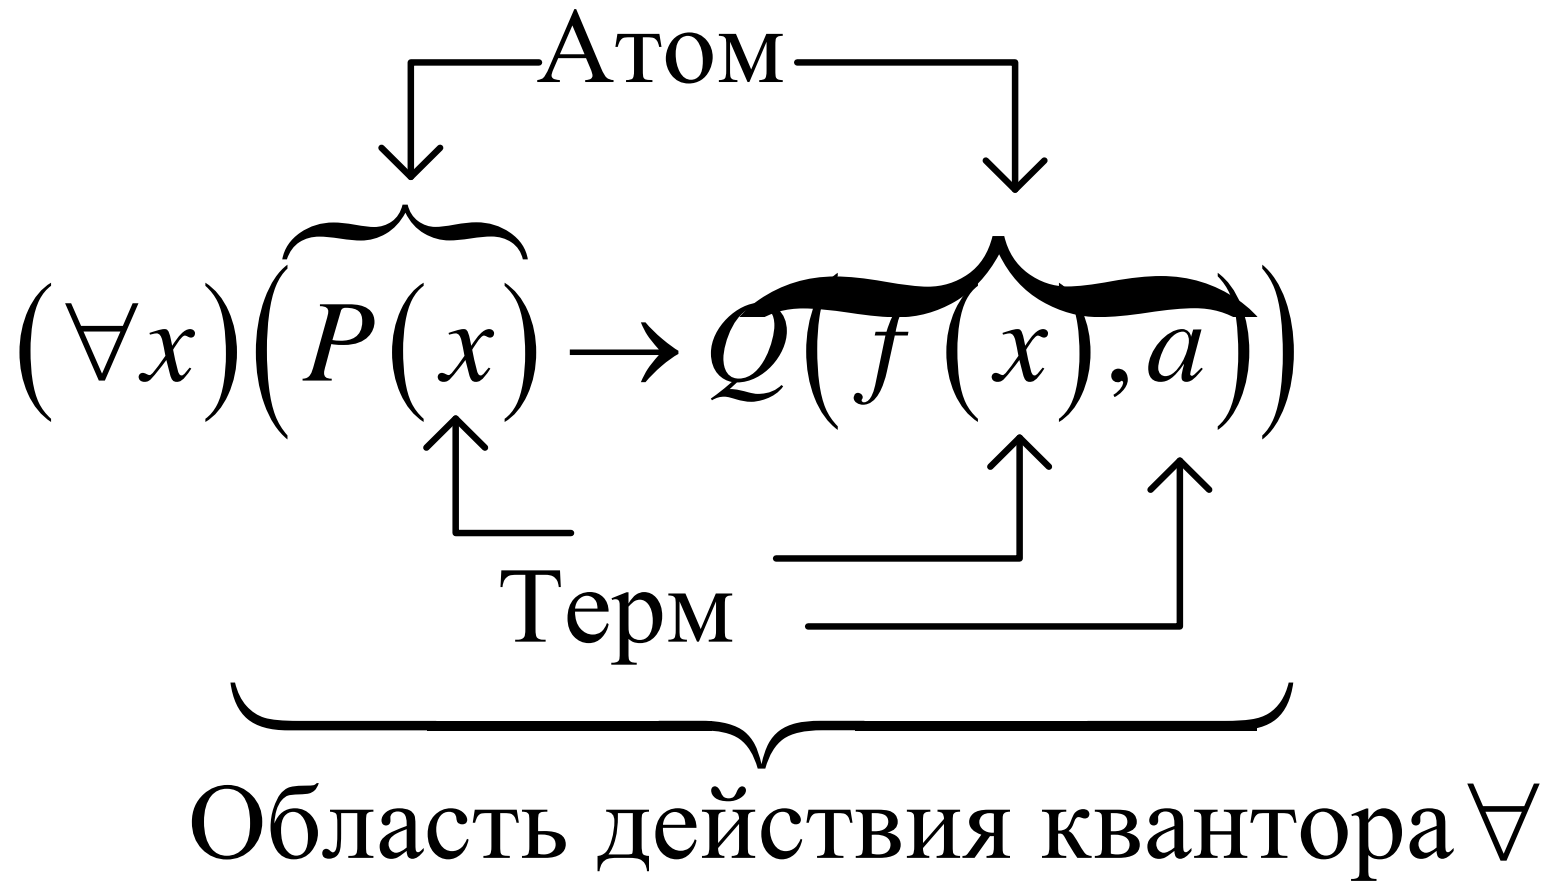 Атом
(∀x)(P(x)→Q(f(x),a))
Терм
Область действия квантора ∀